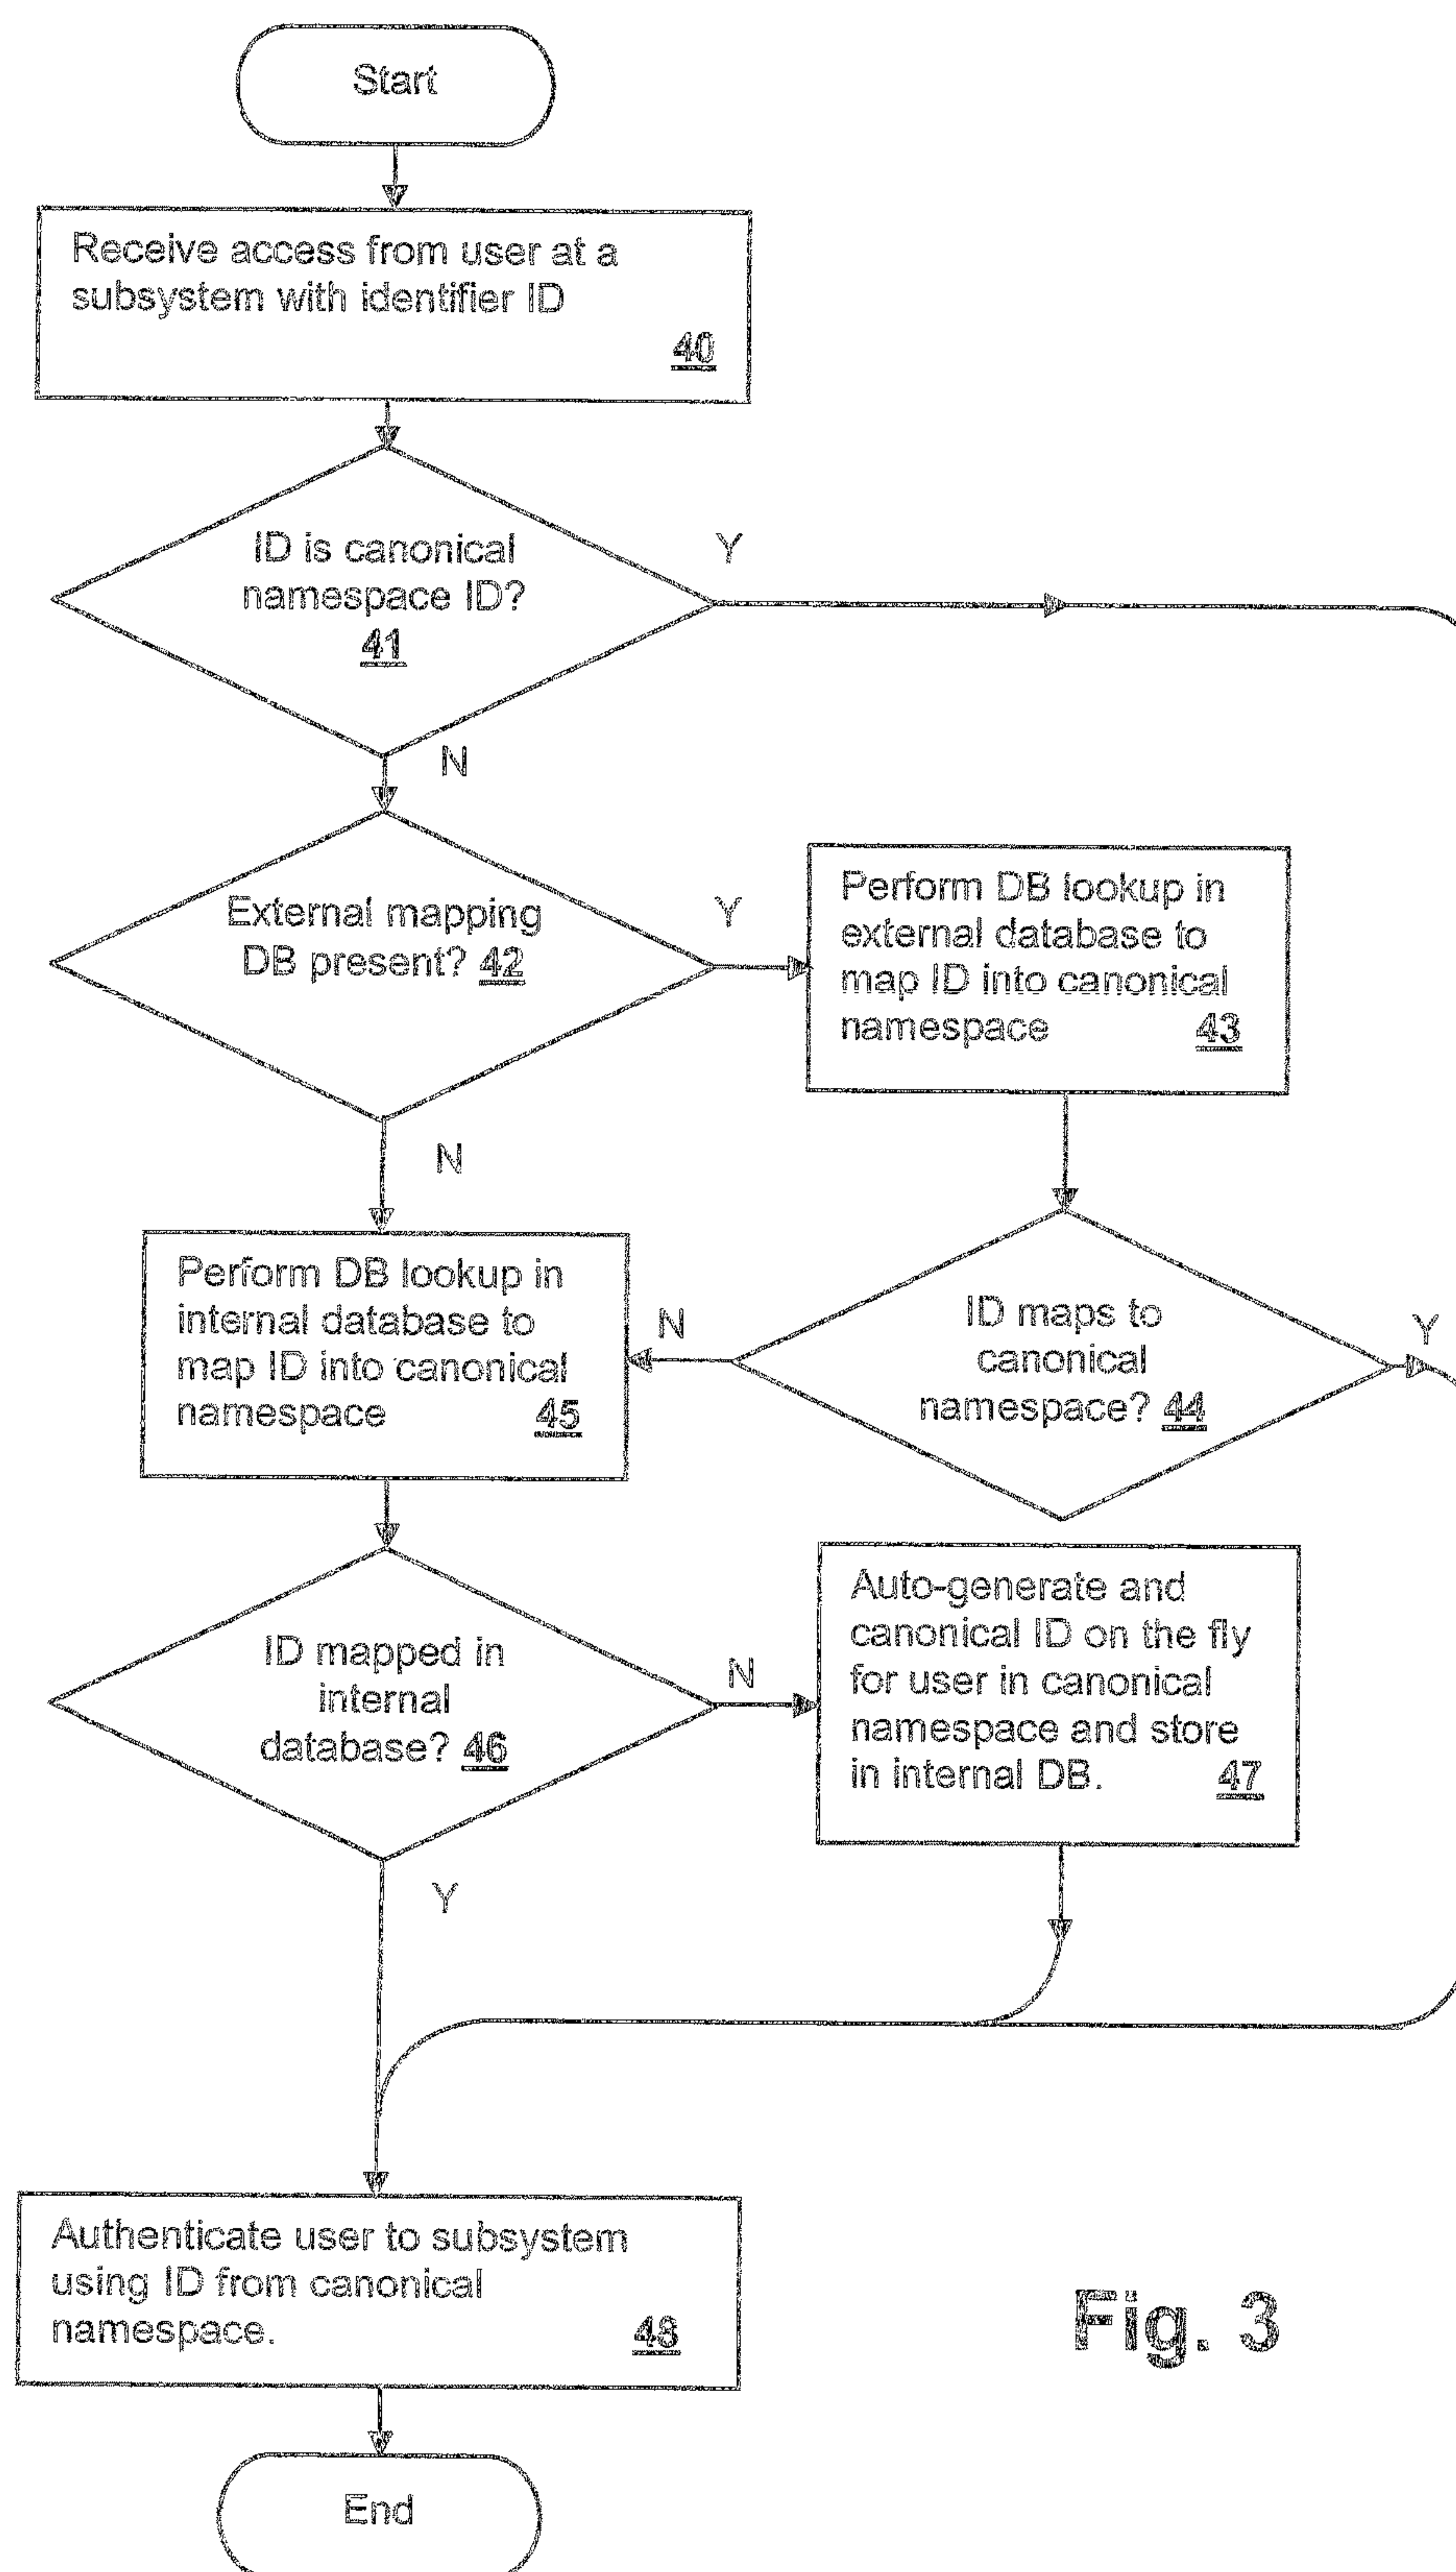 Start
Receive access from user at a
subsystem with identifier ID
40
ID is canonical
namespace ID?
41
Y
N
External mapping
DB present? 42
Y
N
Perform DB lookup in
external database to
map ID into canonical
namespace 43
ID maps to
canonical
namespace? 44
N
Y
Perform DB lookup in
internal database to
map ID into canonical
namespace 45
ID mapped in
internal
database? 46
N
Y
Auto-generate and
canonical ID on the fly
for user in canonical
namespace and store
in internal DB. 47
Authenticate user to subsystem
using ID from canonical
namespace. 48
End
Fig. 3